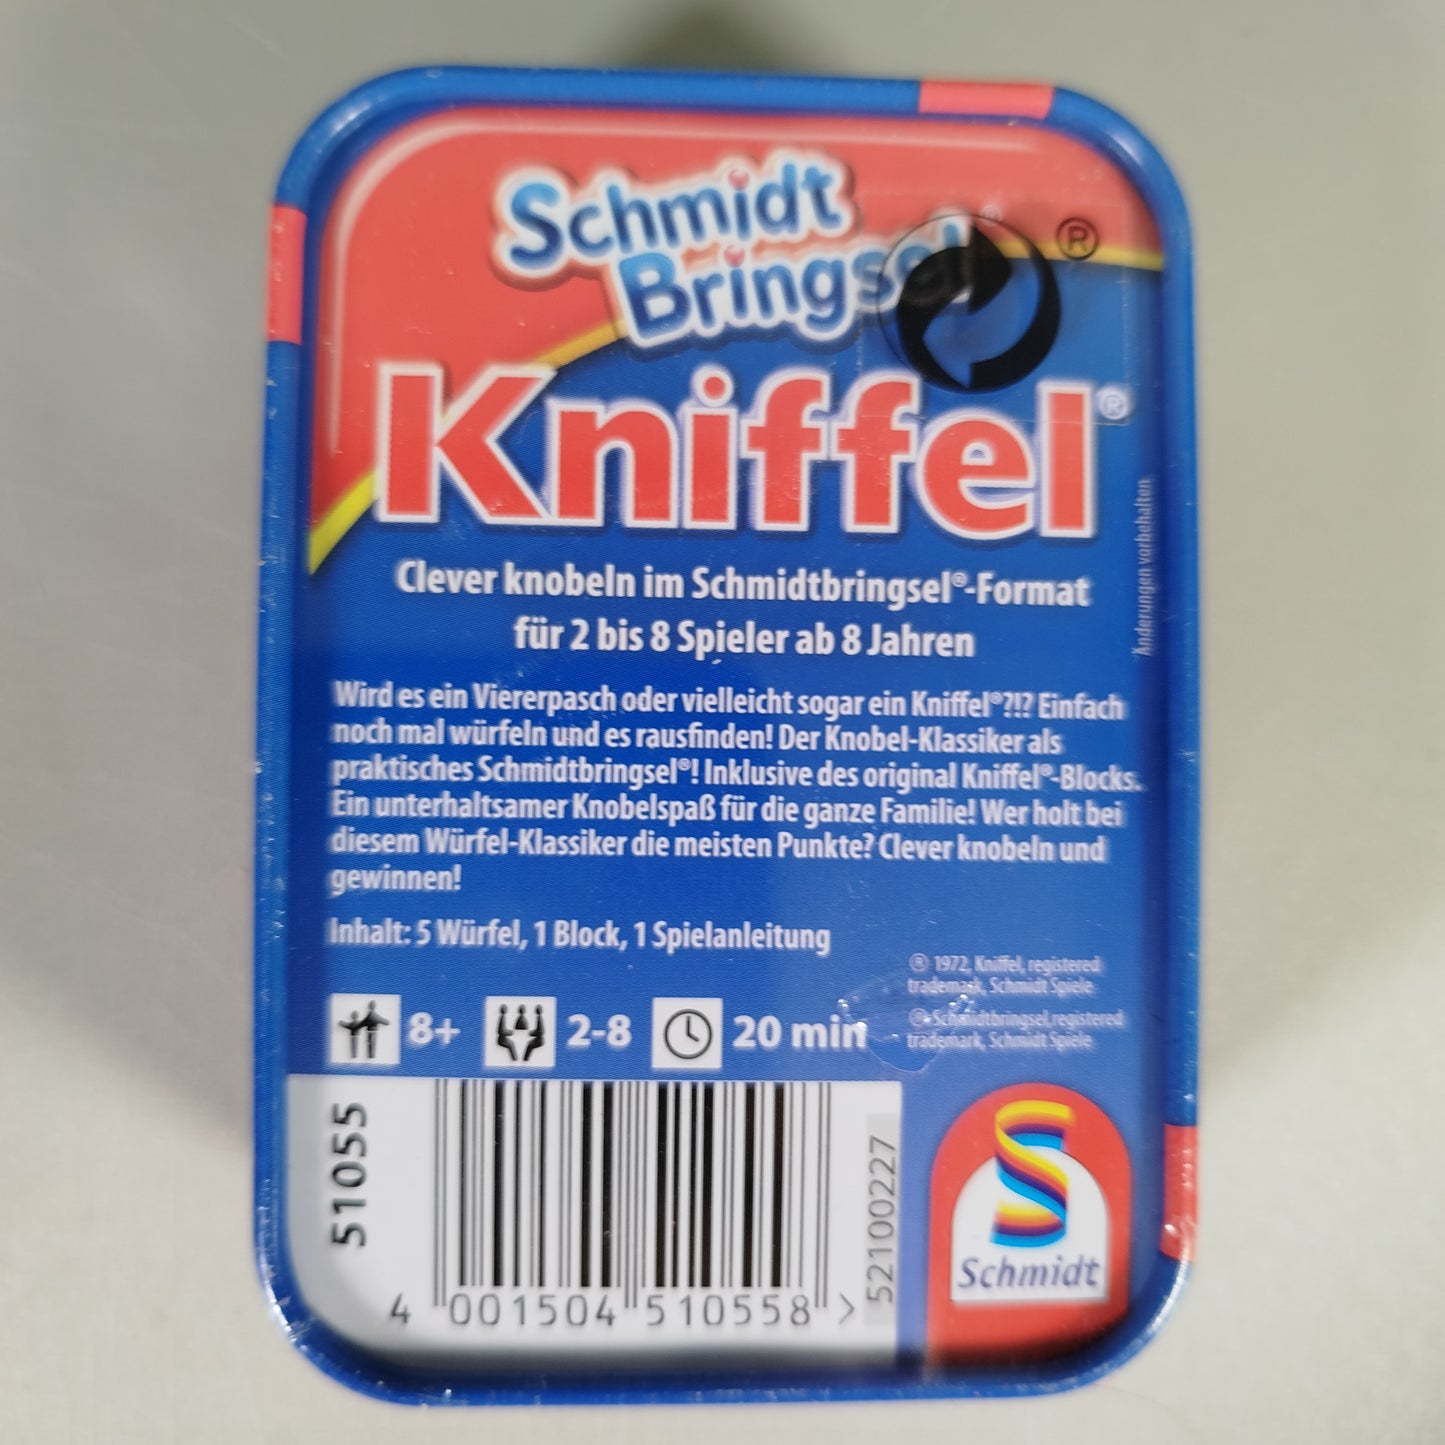 Schmidt
Bringsel®
®
Kniffel®
Clever knobeln im Schmidtbringsel®-Format
für 2 bis 8 Spieler ab 8 Jahren
Änderungen vorbehalten
Wird es ein Viererpasch oder vielleicht sogar ein Kniffel®?!? Einfach
noch mal würfeln und es rausfinden! Der Knobel-Klassiker als
praktisches Schmidtbringsel®! Inklusive des original Kniffel®-Blocks.
Ein unterhaltsamer Knobelspaß für die ganze Familie! Wer holt bei
diesem Würfel-Klassiker die meisten Punkte? Clever knobeln und
gewinnen!
Inhalt: 5 Würfel, 1 Block, 1 Spielanleitung
® 1972, Kniffel, registered
trademark, Schmidt Spiele
® Schmidtbringsel, registered
trademark, Schmidt Spiele
8+ 2-8 20 min
51055
4 001504 510558 >
52100227
Schmidt